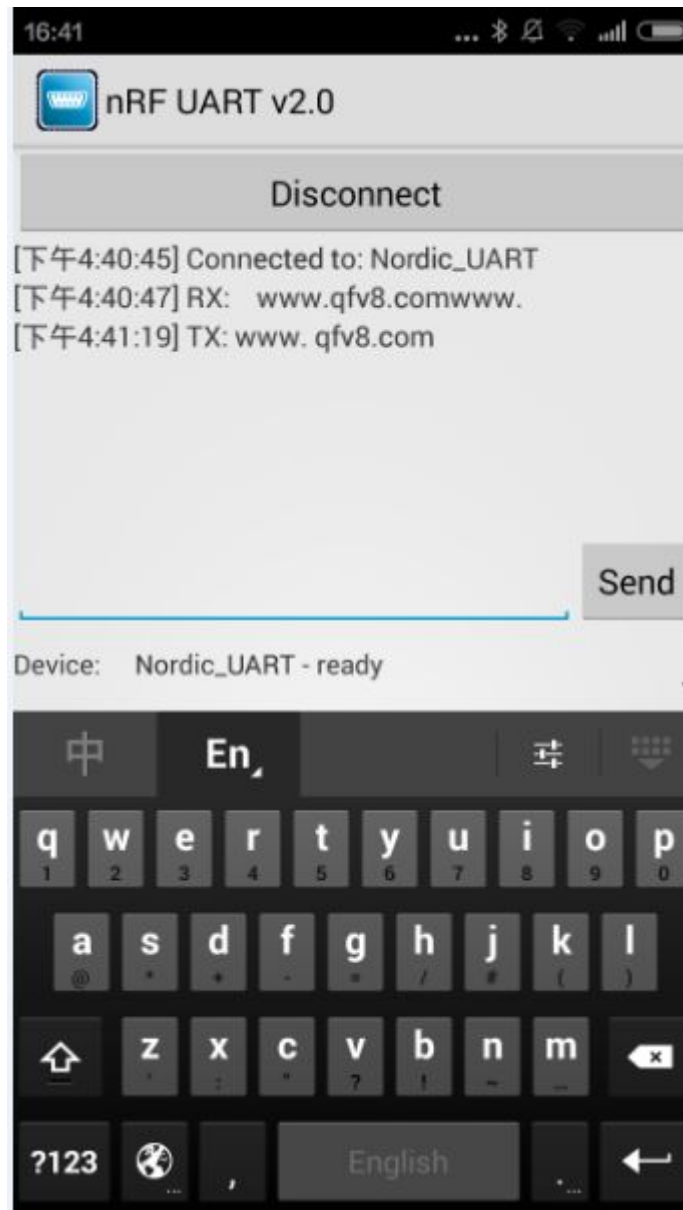 16:41
nRF UART v2.0
Disconnect
[下午4:40:45] Connected to: Nordic_UART
[下午4:40:47] RX: www.qfv8.comwww.
[下午4:41:19] TX: www. qfv8.com
Send
Device: Nordic_UART - ready
中 En
q w e r t y u i o p
1 2 3 4 5 6 7 8 9 0
a s d f g h j k l
@ * + - = / # ( )
z x c v b n m
' : " ? ! ~ …
?123 , English . …